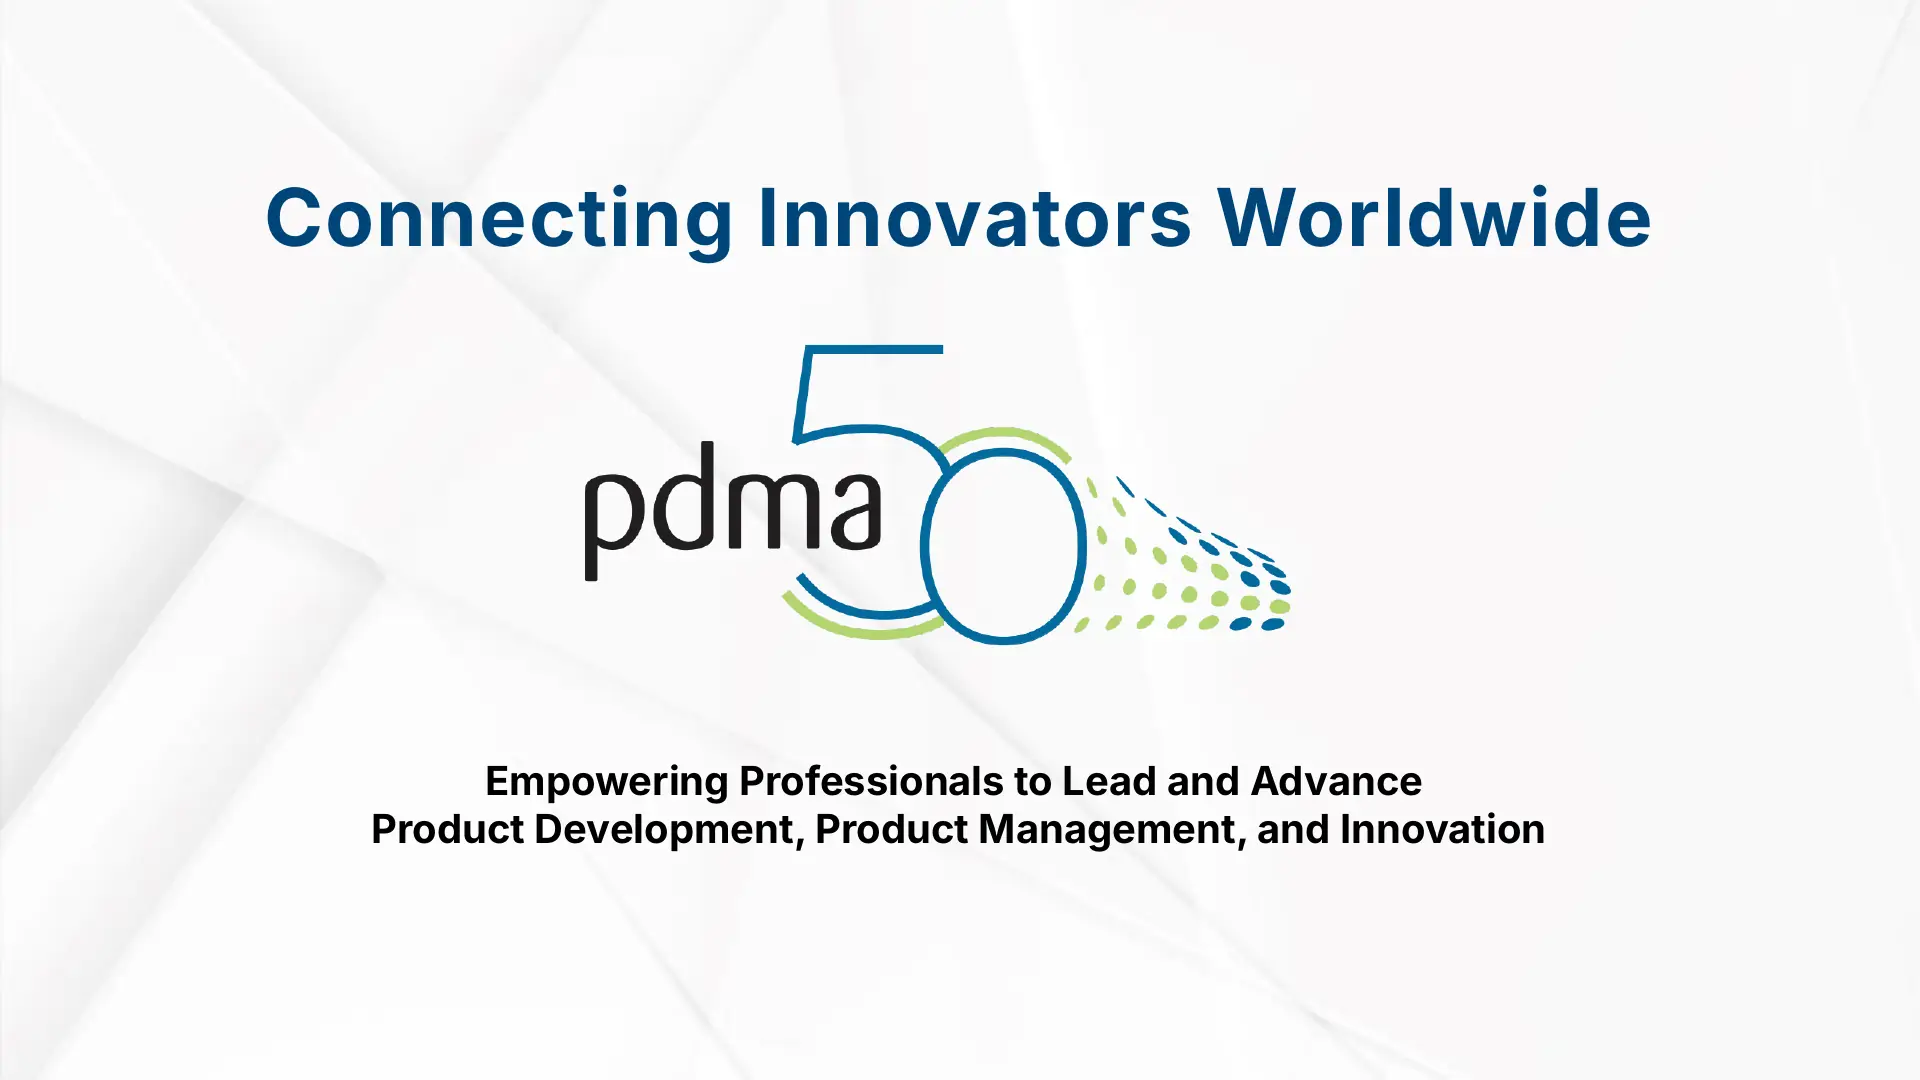 Connecting Innovators Worldwide
pdma 50
Empowering Professionals to Lead and Advance
Product Development, Product Management, and Innovation